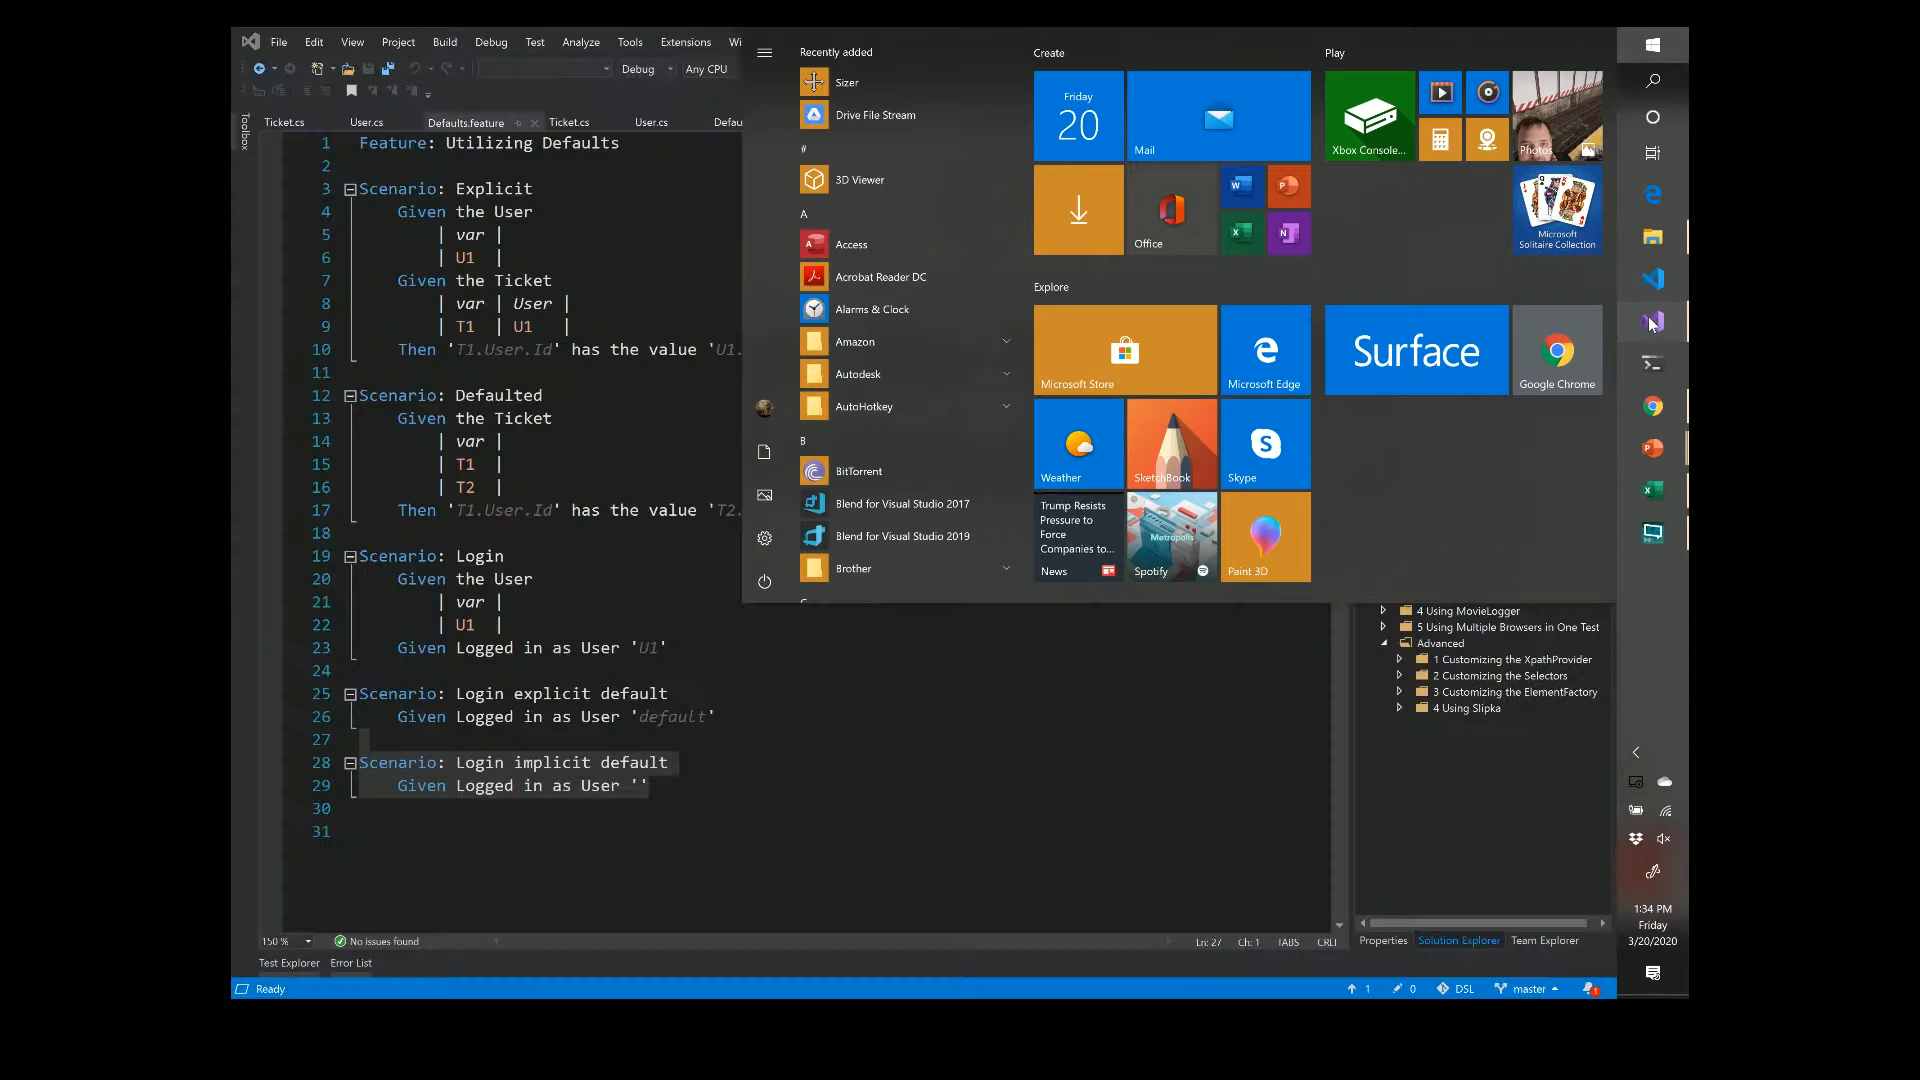 File Edit View Project Build Debug Test Analyze Tools Extensions Wi
Debug Any CPU
Toolbox
Ticket.cs User.cs Defaults.feature Ticket.cs User.cs Defau
1 Feature: Utilizing Defaults
2
3 Scenario: Explicit
4 Given the User
5 | var |
6 | U1 |
7 Given the Ticket
8 | var | User |
9 | T1 | U1 |
10 Then 'T1.User.Id' has the value 'U1.
11
12 Scenario: Defaulted
13 Given the Ticket
14 | var |
15 | T1 |
16 | T2 |
17 Then 'T1.User.Id' has the value 'T2.
18
19 Scenario: Login
20 Given the User
21 | var |
22 | U1 |
23 Given Logged in as User 'U1'
24
25 Scenario: Login explicit default
26 Given Logged in as User 'default'
27
28 Scenario: Login implicit default
29 Given Logged in as User ''
30
31
150 % No issues found
Ln: 27 Ch: 1 TABS CRLF
Test Explorer Error List
Ready
1 0 DSL master 1
Recently added
Sizer
Drive File Stream
#
3D Viewer
A
Access
Acrobat Reader DC
Alarms & Clock
Amazon
Autodesk
AutoHotkey
B
BitTorrent
Blend for Visual Studio 2017
Blend for Visual Studio 2019
Brother
Create
Friday
20
Mail
Office
Explore
Microsoft Store
Microsoft Edge
Weather
SketchBook
Skype
Trump Resists
Pressure to
Force
Companies to...
News
Metropolis
Spotify
Paint 3D
Play
Xbox Console...
Photos
Microsoft
Solitaire Collection
Surface
Google Chrome
4 Using MovieLogger
5 Using Multiple Browsers in One Test
Advanced
1 Customizing the XpathProvider
2 Customizing the Selectors
3 Customizing the ElementFactory
4 Using Slipka
Properties Solution Explorer Team Explorer
1:34 PM
Friday
3/20/2020